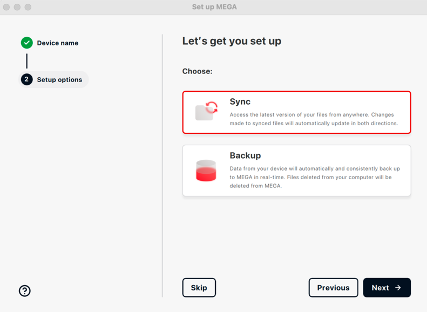 Set up MEGA
Device name
2
Setup options
Let's get you set up
Choose:
Sync
Access the latest version of your files from anywhere. Changes
made to synced files will automatically update in both directions.
Backup
Data from your device will automatically and consistently back up
to MEGA in real-time. Files deleted from your computer will be
deleted from MEGA.
?
Skip
Previous
Next